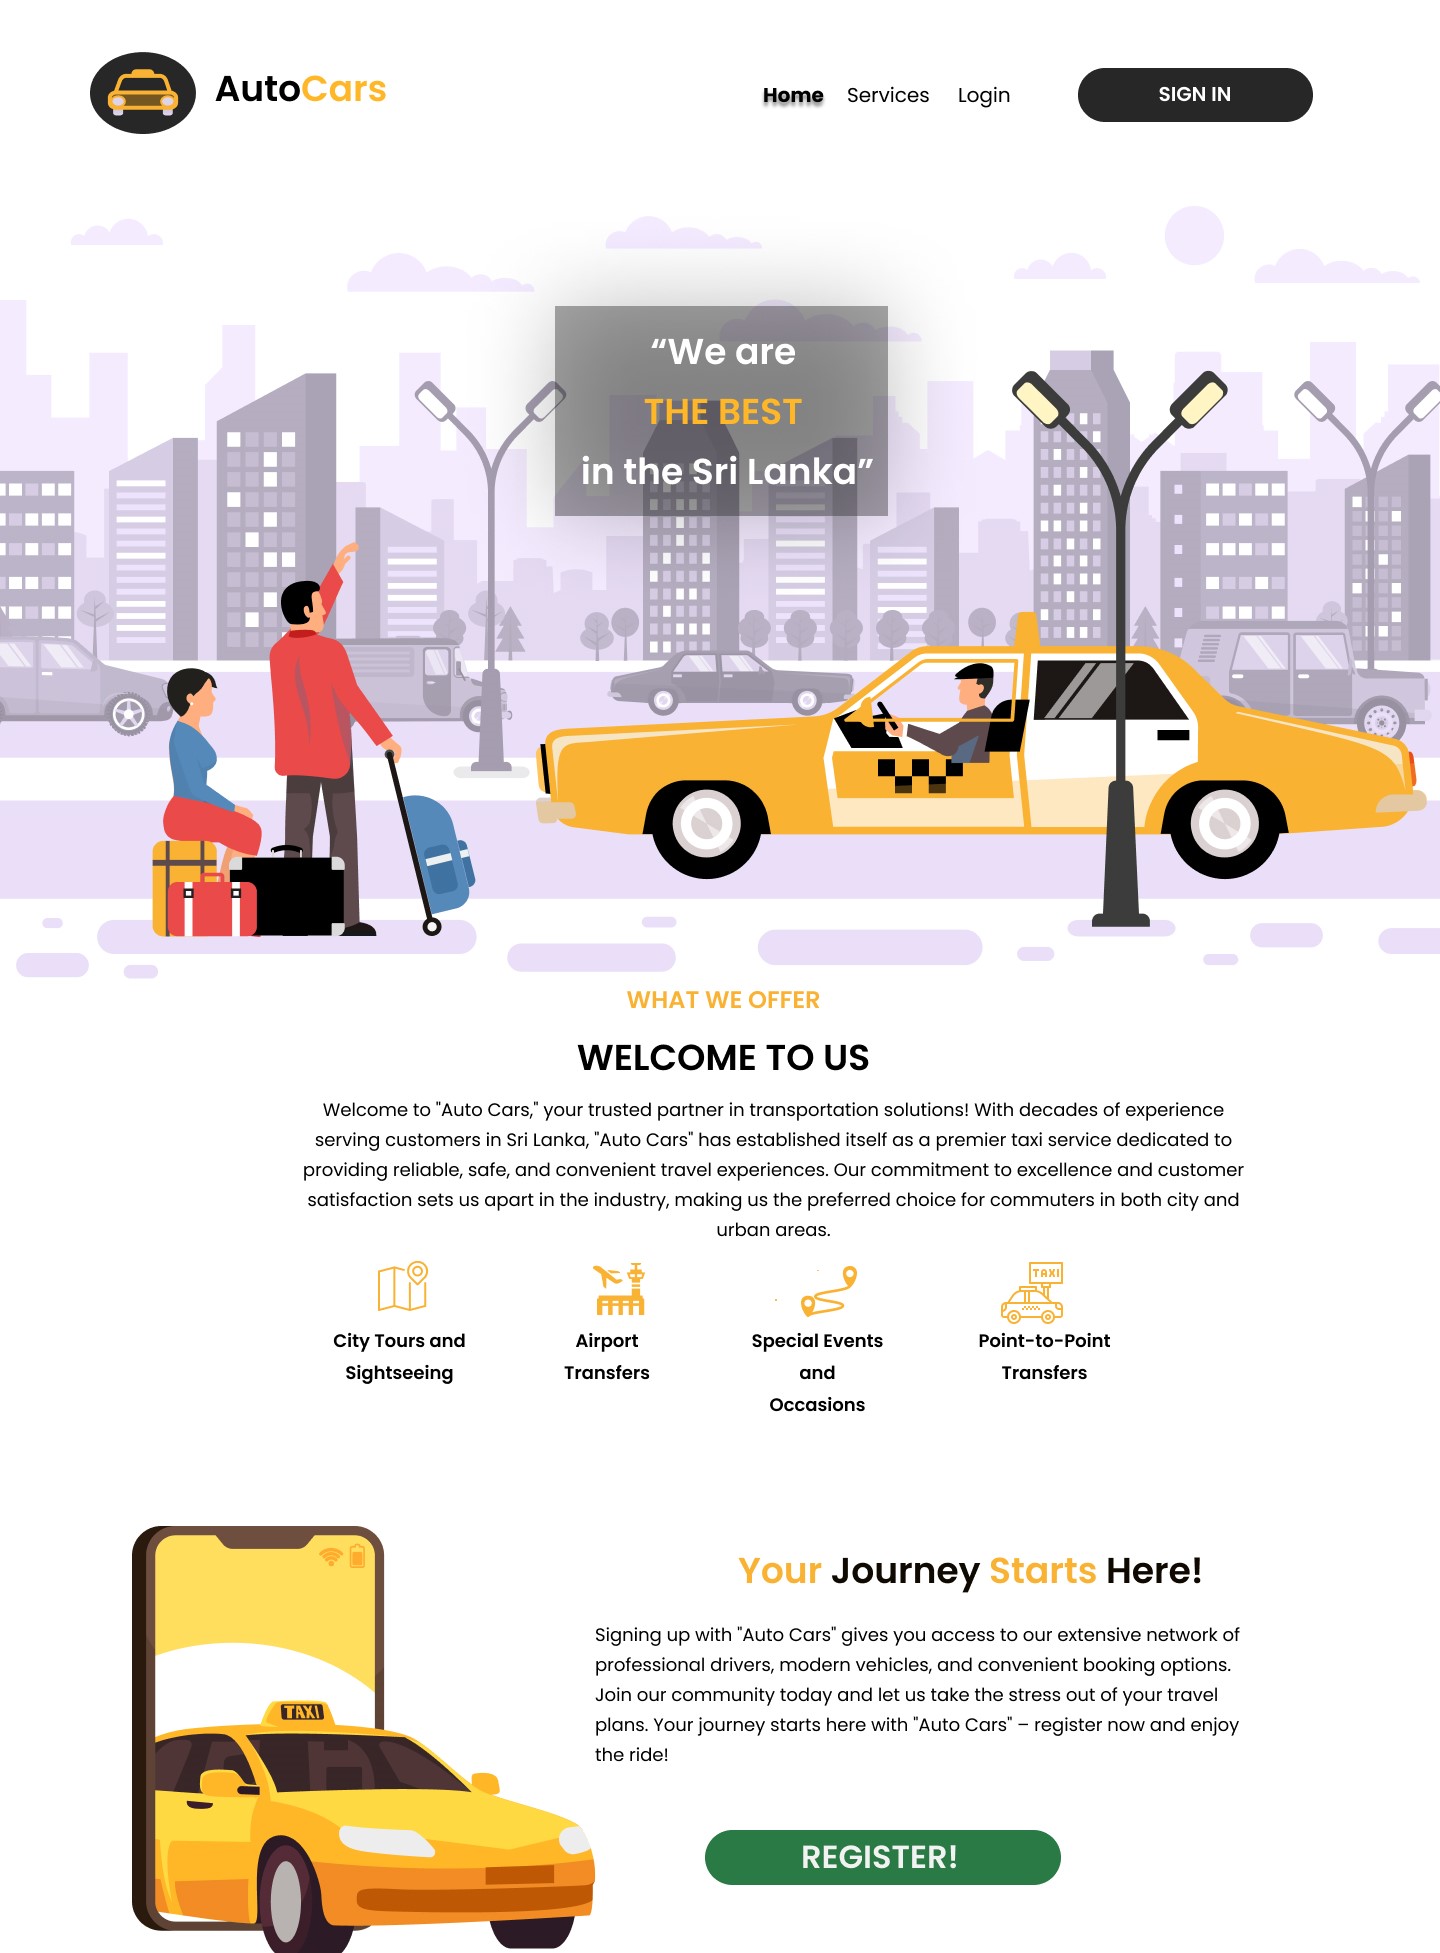 AutoCars
Home Services Login SIGN IN
“We are
THE BEST
in the Sri Lanka”
WHAT WE OFFER
WELCOME TO US
Welcome to "Auto Cars," your trusted partner in transportation solutions! With decades of experience
serving customers in Sri Lanka, "Auto Cars" has established itself as a premier taxi service dedicated to
providing reliable, safe, and convenient travel experiences. Our commitment to excellence and customer
satisfaction sets us apart in the industry, making us the preferred choice for commuters in both city and
urban areas.
TAXI
City Tours and
Sightseeing
Airport
Transfers
Special Events
and
Occasions
Point-to-Point
Transfers
Your Journey Starts Here!
Signing up with "Auto Cars" gives you access to our extensive network of
professional drivers, modern vehicles, and convenient booking options.
Join our community today and let us take the stress out of your travel
plans. Your journey starts here with "Auto Cars" – register now and enjoy
the ride!
TAXI
REGISTER!